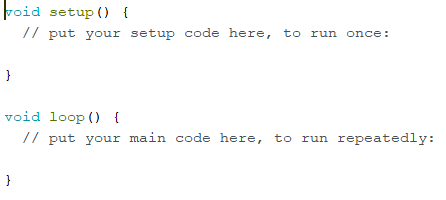 void setup() {
  // put your setup code here, to run once:
}
void loop() {
  // put your main code here, to run repeatedly:
}